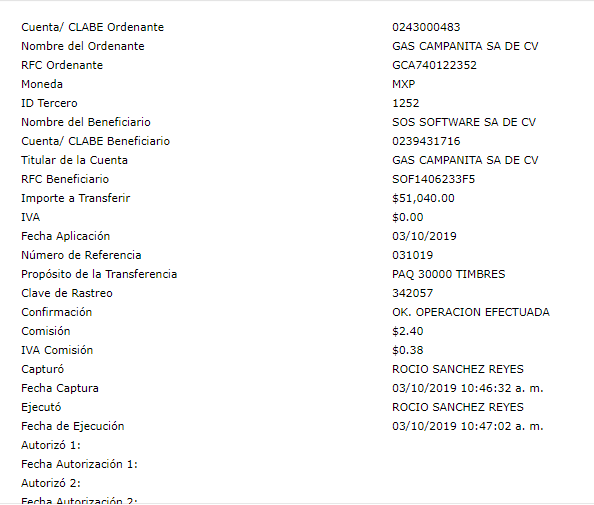 Cuenta/ CLABE Ordenante 0243000483
Nombre del Ordenante GAS CAMPANITA SA DE CV
RFC Ordenante GCA740122352
Moneda MXP
ID Tercero 1252
Nombre del Beneficiario SOS SOFTWARE SA DE CV
Cuenta/ CLABE Beneficiario 0239431716
Titular de la Cuenta GAS CAMPANITA SA DE CV
RFC Beneficiario SOF1406233F5
Importe a Transferir $51,040.00
IVA $0.00
Fecha Aplicación 03/10/2019
Número de Referencia 031019
Propósito de la Transferencia PAQ 30000 TIMBRES
Clave de Rastreo 342057
Confirmación OK. OPERACION EFECTUADA
Comisión $2.40
IVA Comisión $0.38
Capturó ROCIO SANCHEZ REYES
Fecha Captura 03/10/2019 10:46:32 a. m.
Ejecutó ROCIO SANCHEZ REYES
Fecha de Ejecución 03/10/2019 10:47:02 a. m.
Autorizó 1:
Fecha Autorización 1:
Autorizó 2:
Fecha Autorización 2: